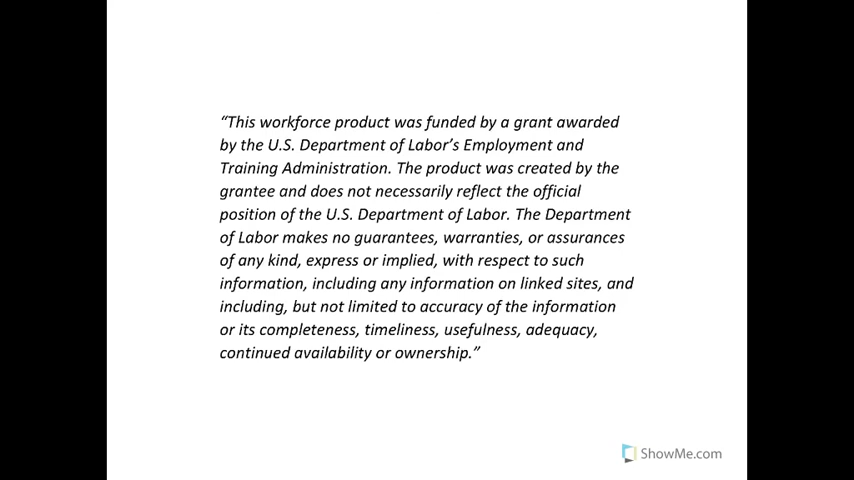 “This workforce product was funded by a grant awarded
by the U.S. Department of Labor’s Employment and
Training Administration. The product was created by the
grantee and does not necessarily reflect the official
position of the U.S. Department of Labor. The Department
of Labor makes no guarantees, warranties, or assurances
of any kind, express or implied, with respect to such
information, including any information on linked sites, and
including, but not limited to accuracy of the information
or its completeness, timeliness, usefulness, adequacy,
continued availability or ownership.”
ShowMe.com